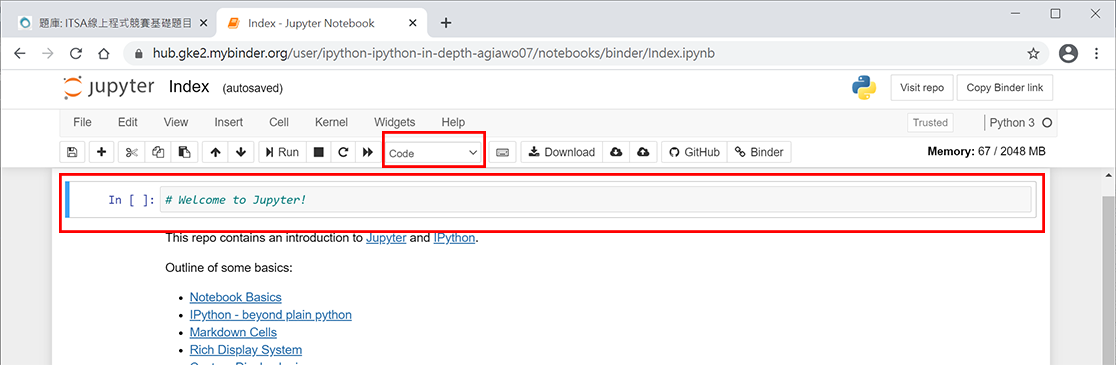 題庫: ITSA線上程式競賽基礎題目
Index - Jupyter Notebook
hub.gke2.mybinder.org/user/ipython-ipython-in-depth-agiawo07/notebooks/binder/Index.ipynb
jupyter Index (autosaved) Visit repo Copy Binder link
File Edit View Insert Cell Kernel Widgets Help Trusted Python 3
Run Code Download GitHub Binder Memory: 67 / 2048 MB
In [ ]: # Welcome to Jupyter!
This repo contains an introduction to Jupyter and IPython.
Outline of some basics:
Notebook Basics
IPython - beyond plain python
Markdown Cells
Rich Display System